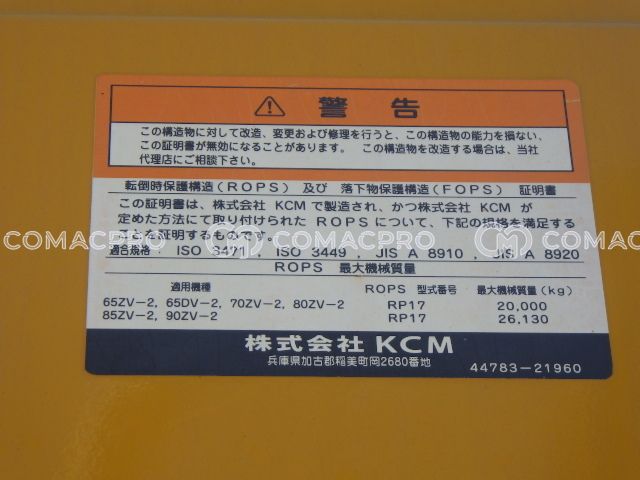 警告
この構造物に対して改造、変更および修理を行うと、この構造物の能力を損ない、
この証明書が無効になることがあります。 この構造物を改造する場合は、当社
代理店にご相談下さい。
転倒時保護構造(ROPS) 及び 落下物保護構造(FOPS) 証明書
この証明書は、株式会社 KCMで製造され、かつ株式会社 KCM が
定めた方法にて取り付けられたROPSについて、下記の規格を満足する
ことを証明するものです。
COMACPRO COMACPRO
適合規格: ISO 3471, ISO 3449, JIS A 8910, JIS A 8920
ROPS 最大機械質量
適用機種 ROPS 型式番号 最大機械質量(kg)
65ZV-2, 65DV-2, 70ZV-2, 80ZV-2 RP17 20,000
85ZV-2, 90ZV-2 RP17 26,130
株式会社 KCM
兵庫県加古郡稲美町岡2680番地
44783-21960